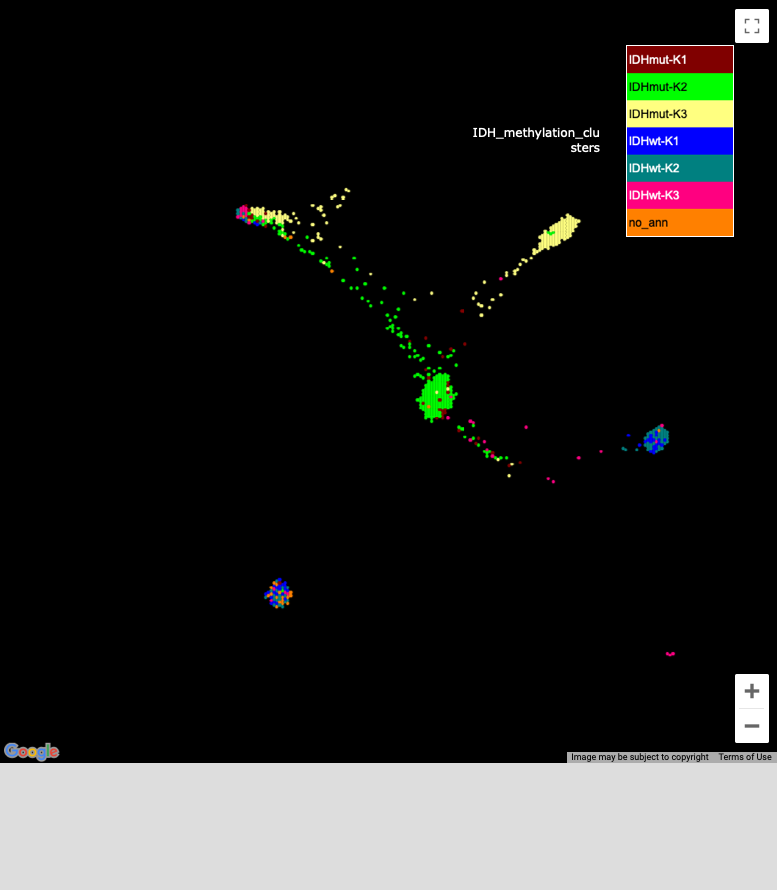 IDHmut-K1
IDHmut-K2
IDHmut-K3
IDH_methylation_clu
sters
IDHwt-K1
IDHwt-K2
IDHwt-K3
no_ann
Google
Image may be subject to copyright
Terms of Use